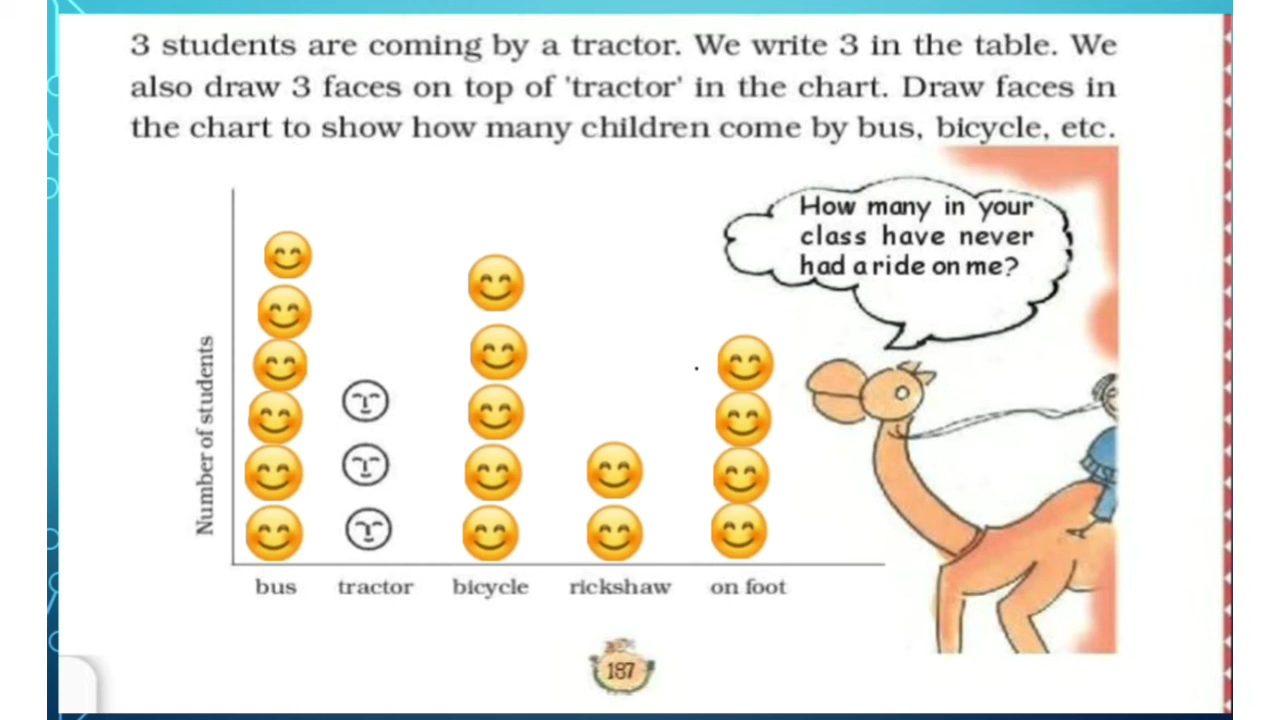 3 students are coming by a tractor. We write 3 in the table. We
also draw 3 faces on top of 'tractor' in the chart. Draw faces in
the chart to show how many children come by bus, bicycle, etc.
How many in your
class have never
had a ride on me?
Number of students
bus tractor bicycle rickshaw on foot
187